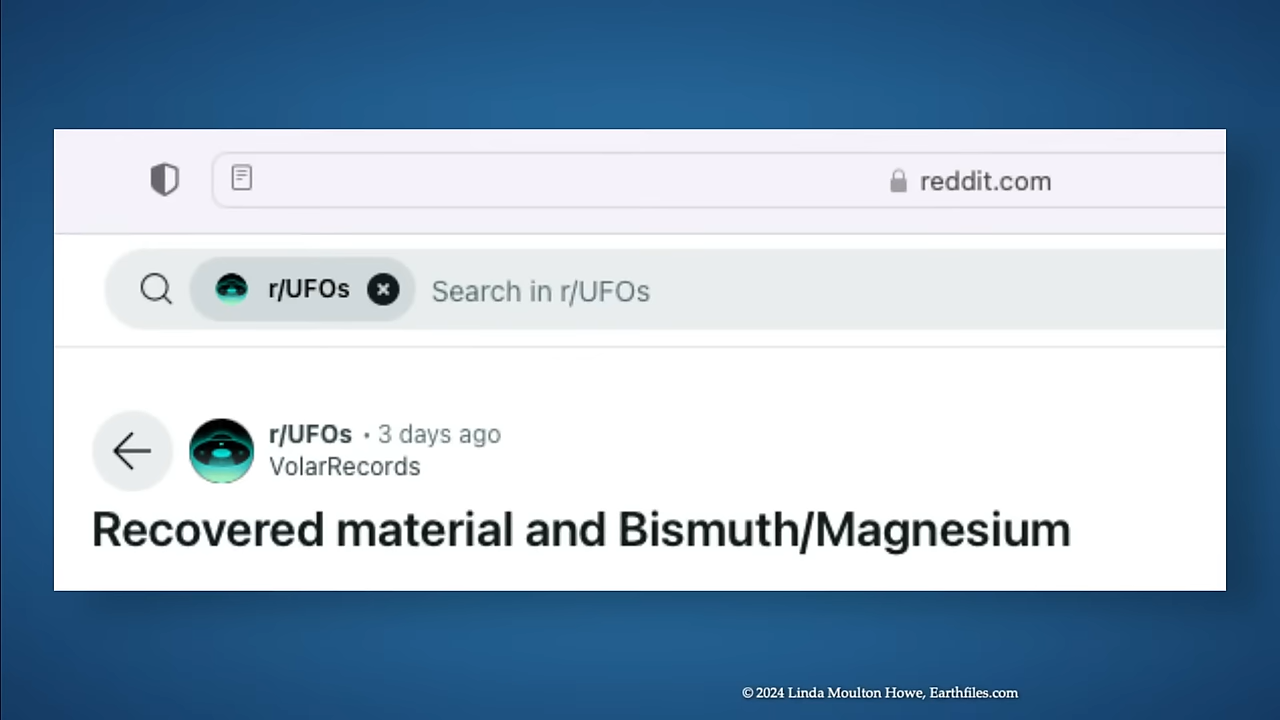 reddit.com
r/UFOs Search in r/UFOs
r/UFOs • 3 days ago
VolarRecords
Recovered material and Bismuth/Magnesium
© 2024 Linda Moulton Howe, Earthfiles.com